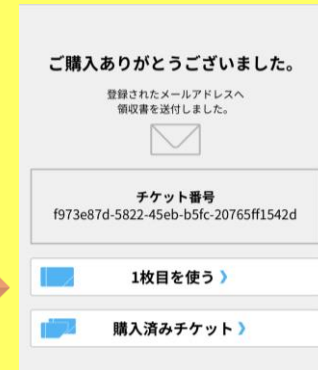 ご購入ありがとうございました。
登録されたメールアドレスへ
領収書を送付しました。
チケット番号
f973e87d-5822-45eb-b5fc-20765ff1542d
1枚目を使う 》
購入済みチケット 》